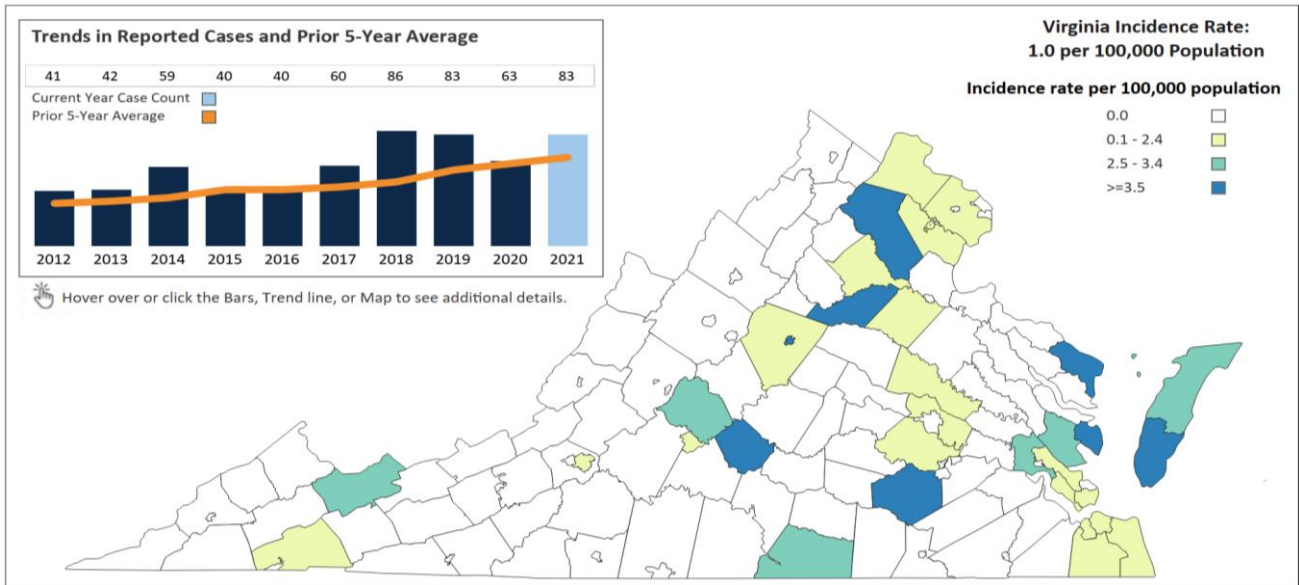 Trends in Reported Cases and Prior 5-Year Average
41 42 59 40 40 60 86 83 63 83
Current Year Case Count
Prior 5-Year Average
2012 2013 2014 2015 2016 2017 2018 2019 2020 2021
Hover over or click the Bars, Trend line, or Map to see additional details.
Virginia Incidence Rate:
1.0 per 100,000 Population
Incidence rate per 100,000 population
0.0
0.1 - 2.4
2.5 - 3.4
>=3.5